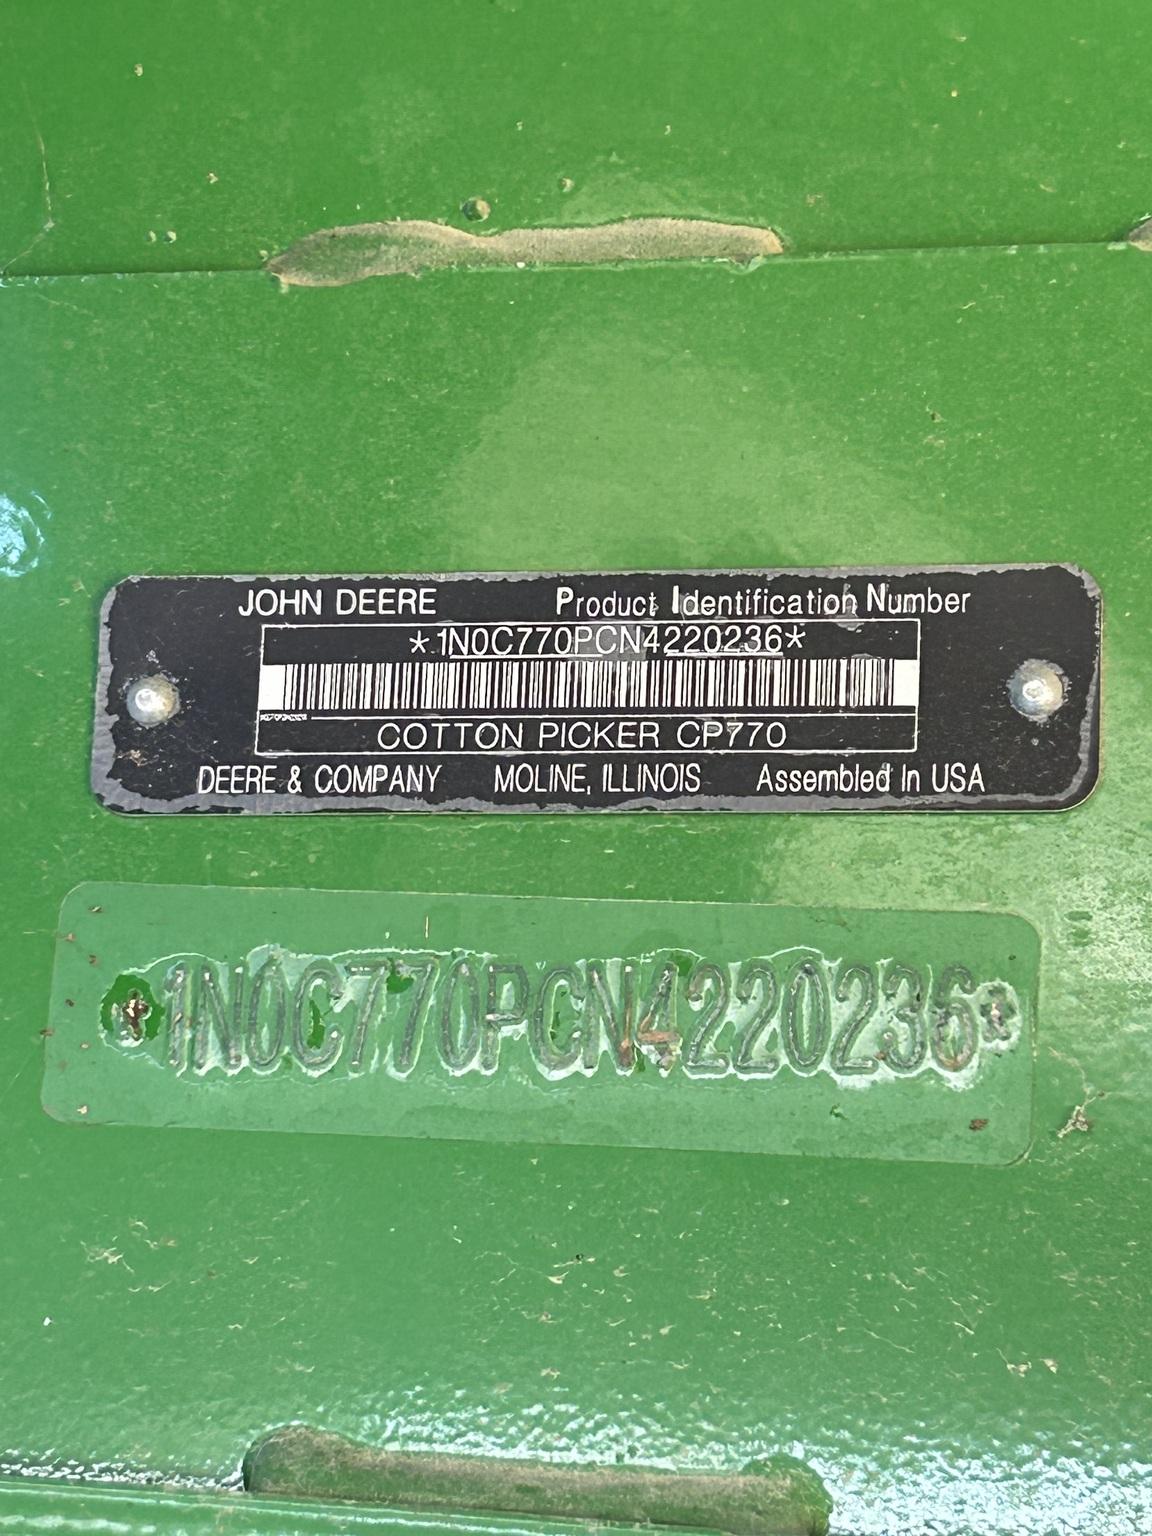 JOHN DEERE Product Identification Number
*1N0C770PCN4220236*
COTTON PICKER CP770
DEERE & COMPANY MOLINE, ILLINOIS Assembled In USA
*1N0C770PCN4220236*